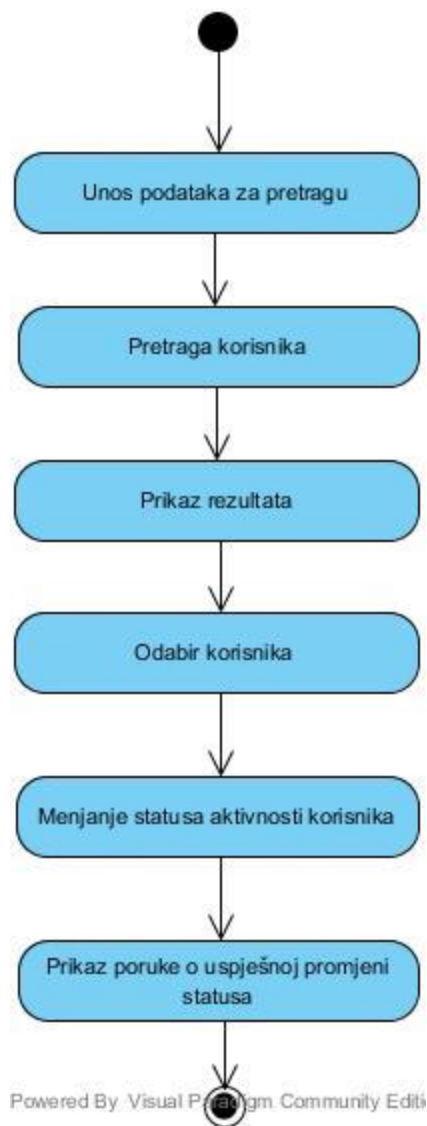 Unos podataka za pretragu
Pretraga korisnika
Prikaz rezultata
Odabir korisnika
Menjanje statusa aktivnosti korisnika
Prikaz poruke o uspješnoj promjeni
statusa
Powered By Visual Paradigm Community Editi